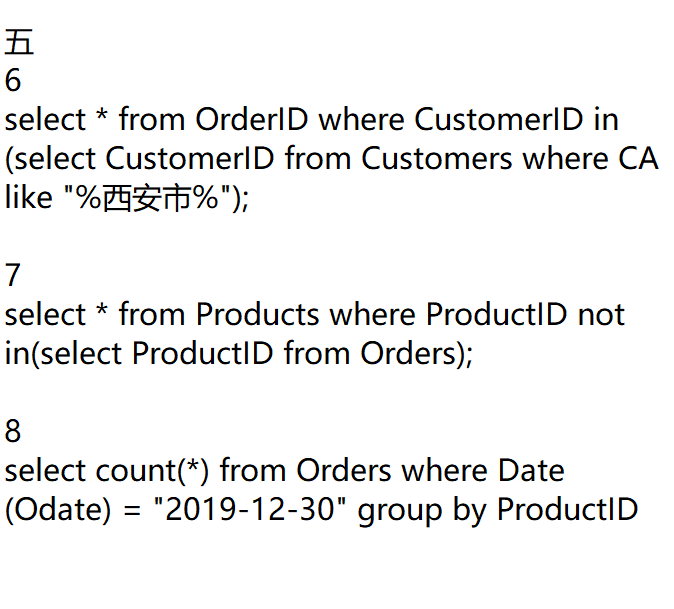 五
6
select * from OrderID where CustomerID in
(select CustomerID from Customers where CA
like "%西安市%");
7
select * from Products where ProductID not
in(select ProductID from Orders);
8
select count(*) from Orders where Date
(Odate) = "2019-12-30" group by ProductID